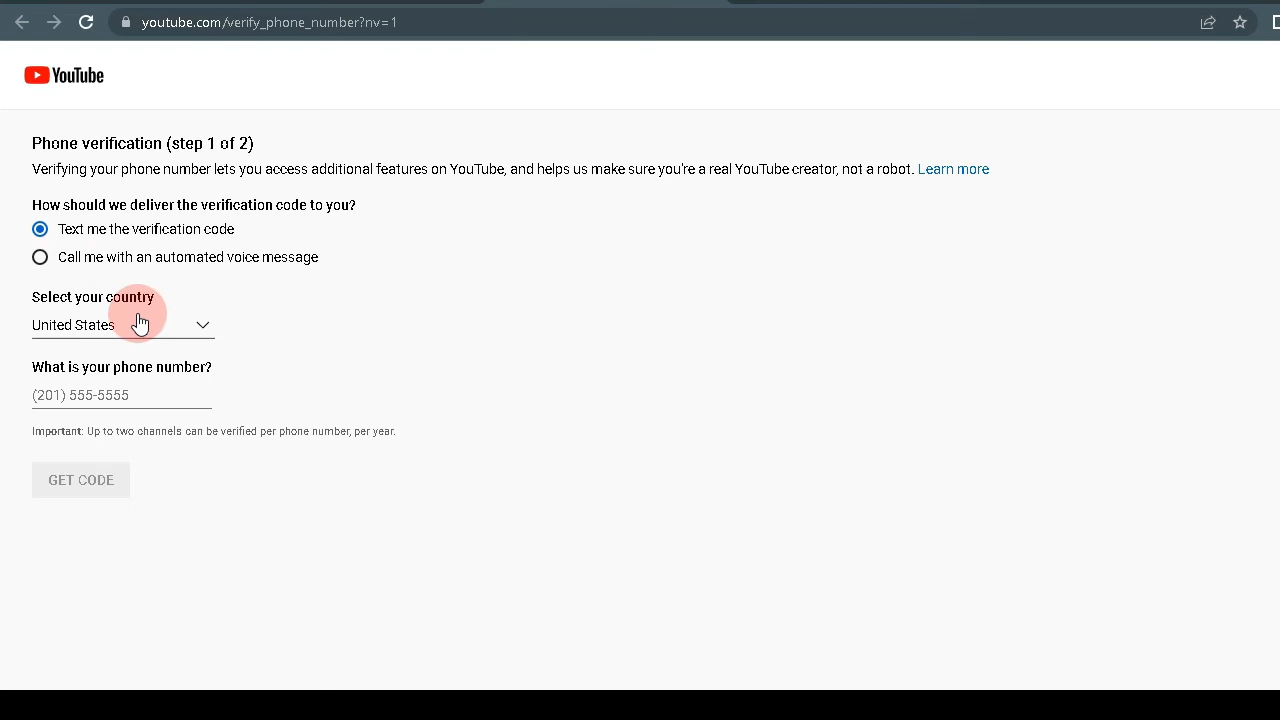 youtube.com/verify_phone_number?nv=1
YouTube
Phone verification (step 1 of 2)
Verifying your phone number lets you access additional features on YouTube, and helps us make sure you're a real YouTube creator, not a robot. Learn more
How should we deliver the verification code to you?
Text me the verification code
Call me with an automated voice message
Select your country
United States
What is your phone number?
(201) 555-5555
Important: Up to two channels can be verified per phone number, per year.
GET CODE